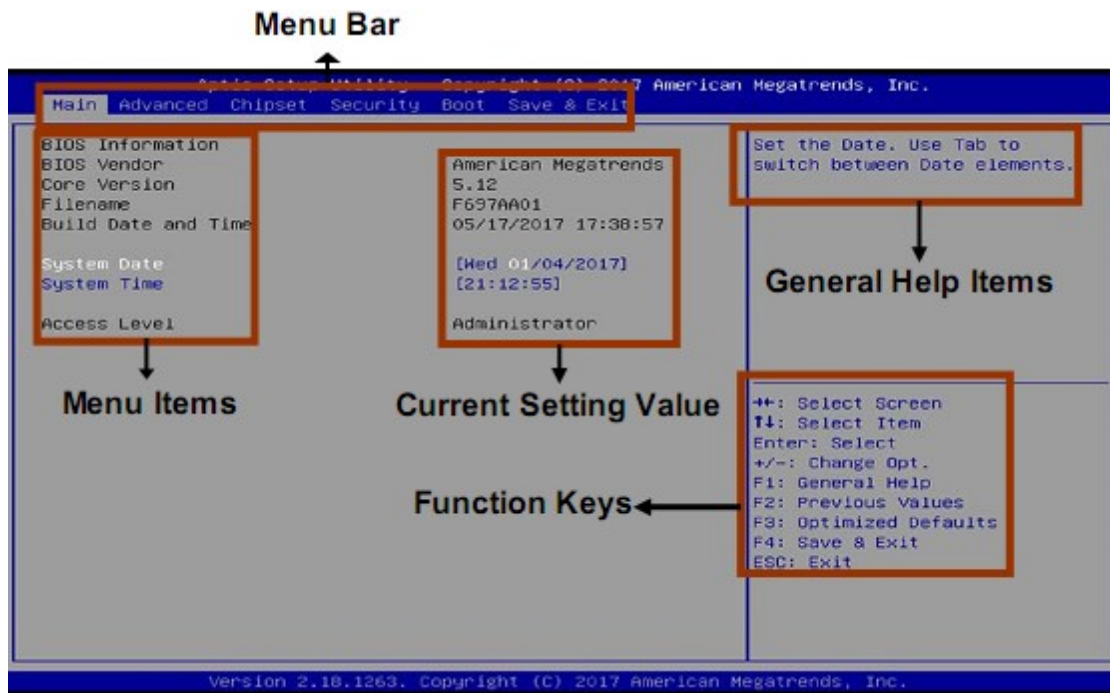 Menu Bar
Aptio Setup Utility - Copyright (C) 2017 American Megatrends, Inc.
Main Advanced Chipset Security Boot Save & Exit
BIOS Information
BIOS Vendor American Megatrends
Core Version 5.12
Filename F697AA01
Build Date and Time 05/17/2017 17:38:57
System Date [Wed 01/04/2017]
System Time [21:12:55]
Access Level Administrator
Set the Date. Use Tab to
switch between Date elements.
General Help Items
Menu Items
Current Setting Value
→←: Select Screen
↑↓: Select Item
Enter: Select
+/-: Change Opt.
F1: General Help
F2: Previous Values
F3: Optimized Defaults
F4: Save & Exit
ESC: Exit
Function Keys
Version 2.18.1263. Copyright (C) 2017 American Megatrends, Inc.